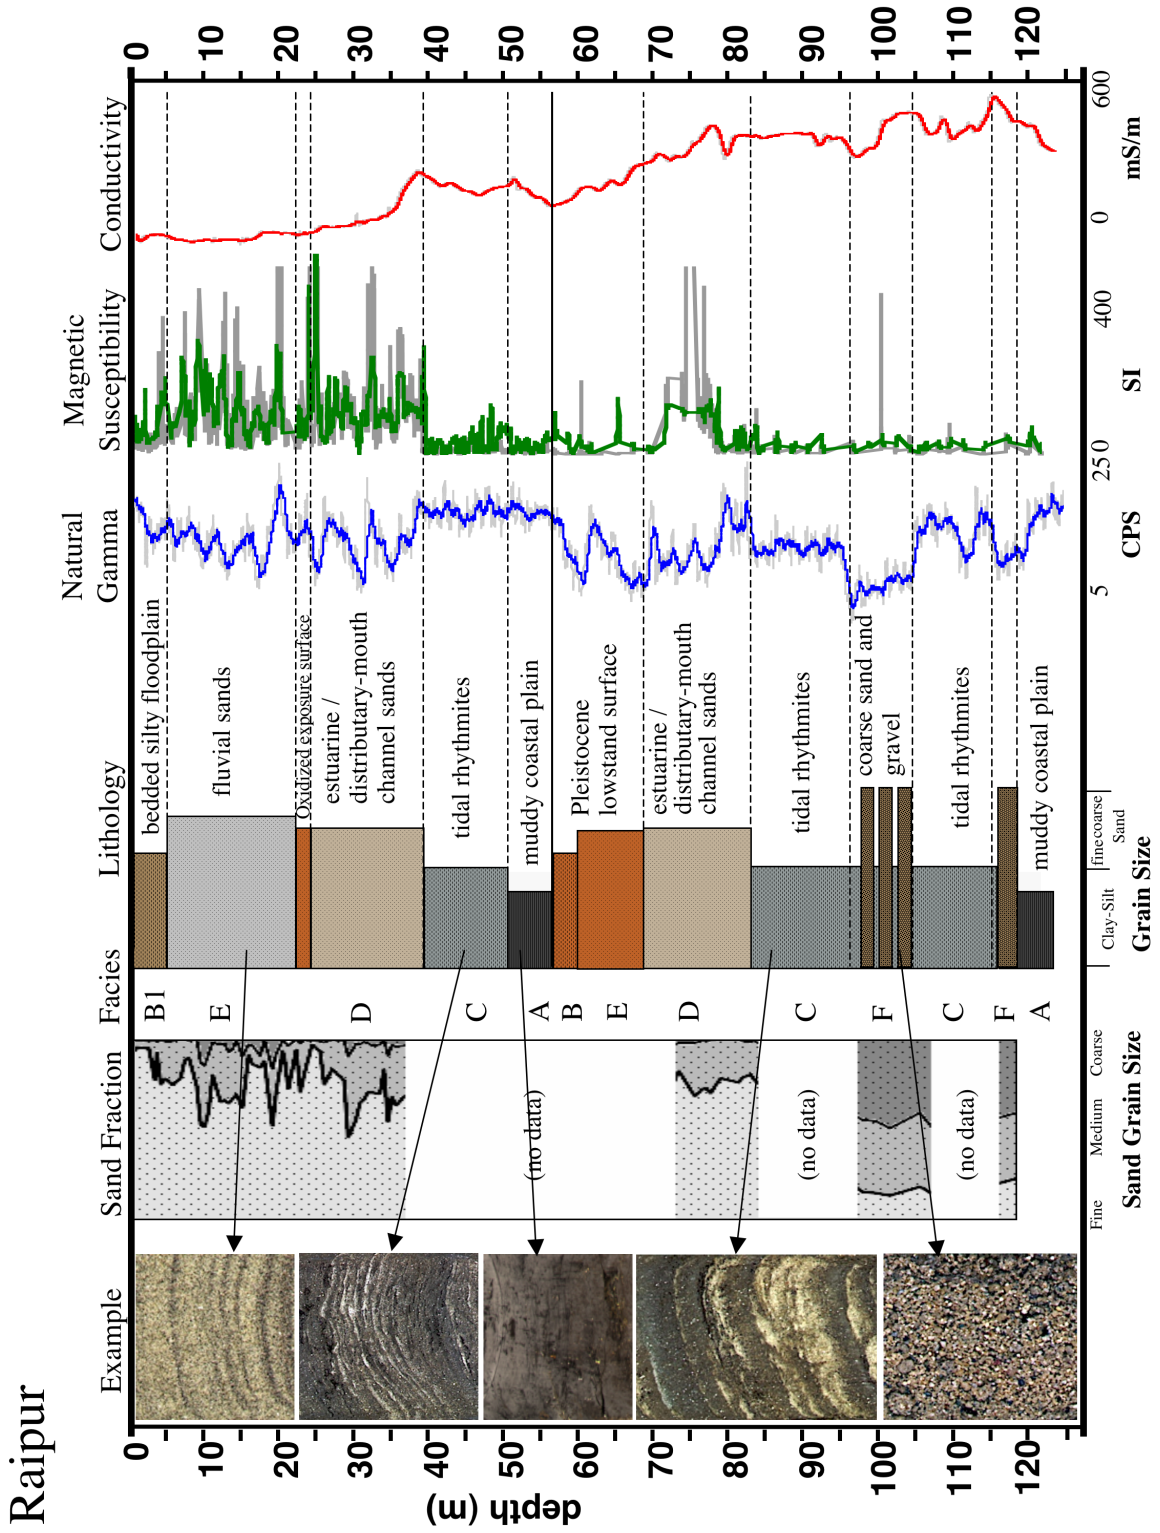 Raipur
Example
Sand Fraction
Facies
Lithology
Natural
Gamma
Magnetic
Susceptibility
Conductivity
depth (m)
0
10
20
30
40
50
60
70
80
90
100
110
120
B1
E
D
C
A
B
E
D
C
F
C
F
A
bedded silty floodplain
fluvial sands
Oxidized exposure surface
estuarine /
distributary-mouth
channel sands
tidal rhythmites
muddy coastal plain
Pleistocene
lowstand surface
estuarine /
distributary-mouth
channel sands
tidal rhythmites
coarse sand and
gravel
tidal rhythmites
muddy coastal plain
(no data)
(no data)
(no data)
0
10
20
30
40
50
60
70
80
90
100
110
120
Fine
Medium
Coarse
Sand Grain Size
Clay-Silt
fine
coarse
Sand
Grain Size
5
250
CPS
400
SI
0
600
mS/m